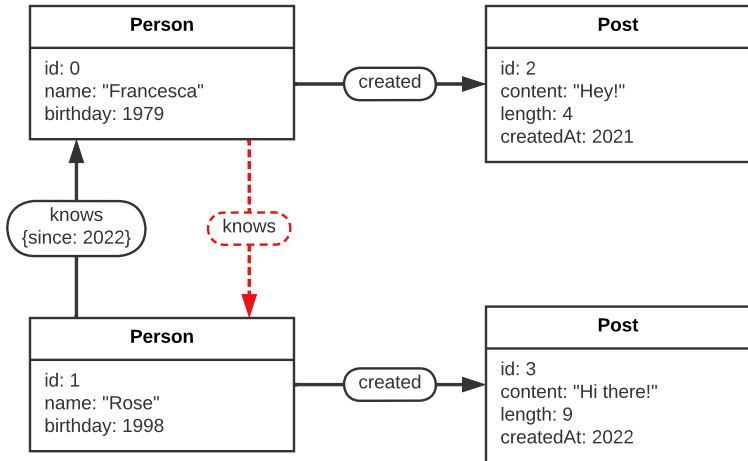 Person
id: 0
name: "Francesca"
birthday: 1979
created
Post
id: 2
content: "Hey!"
length: 4
createdAt: 2021
knows
{since: 2022}
knows
Person
id: 1
name: "Rose"
birthday: 1998
created
Post
id: 3
content: "Hi there!"
length: 9
createdAt: 2022